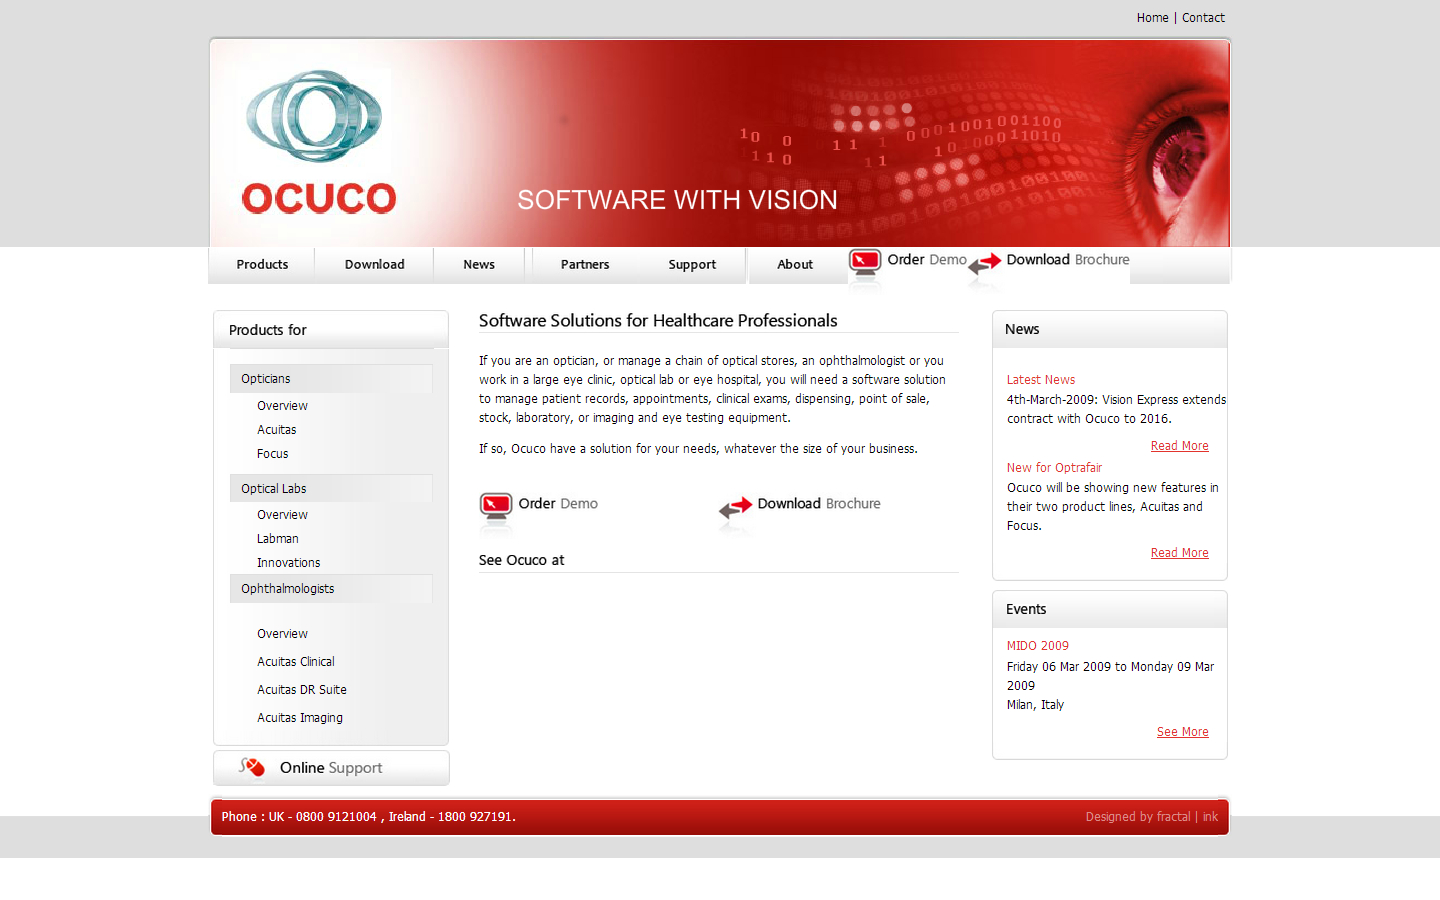 Home | Contact
OCUCO
SOFTWARE WITH VISION
Products
Download
News
Partners
Support
About
Order Demo
Download Brochure
Products for
Opticians
Overview
Acuitas
Focus
Optical Labs
Overview
Labman
Innovations
Ophthalmologists
Overview
Acuitas Clinical
Acuitas DR Suite
Acuitas Imaging
Online Support
Software Solutions for Healthcare Professionals
If you are an optician, or manage a chain of optical stores, an ophthalmologist or you
work in a large eye clinic, optical lab or eye hospital, you will need a software solution
to manage patient records, appointments, clinical exams, dispensing, point of sale,
stock, laboratory, or imaging and eye testing equipment.
If so, Ocuco have a solution for your needs, whatever the size of your business.
Order Demo
Download Brochure
See Ocuco at
News
Latest News
4th-March-2009: Vision Express extends
contract with Ocuco to 2016.
Read More
New for Optrafair
Ocuco will be showing new features in
their two product lines, Acuitas and
Focus.
Read More
Events
MIDO 2009
Friday 06 Mar 2009 to Monday 09 Mar
2009
Milan, Italy
See More
Phone : UK - 0800 9121004 , Ireland - 1800 927191.
Designed by fractal | ink